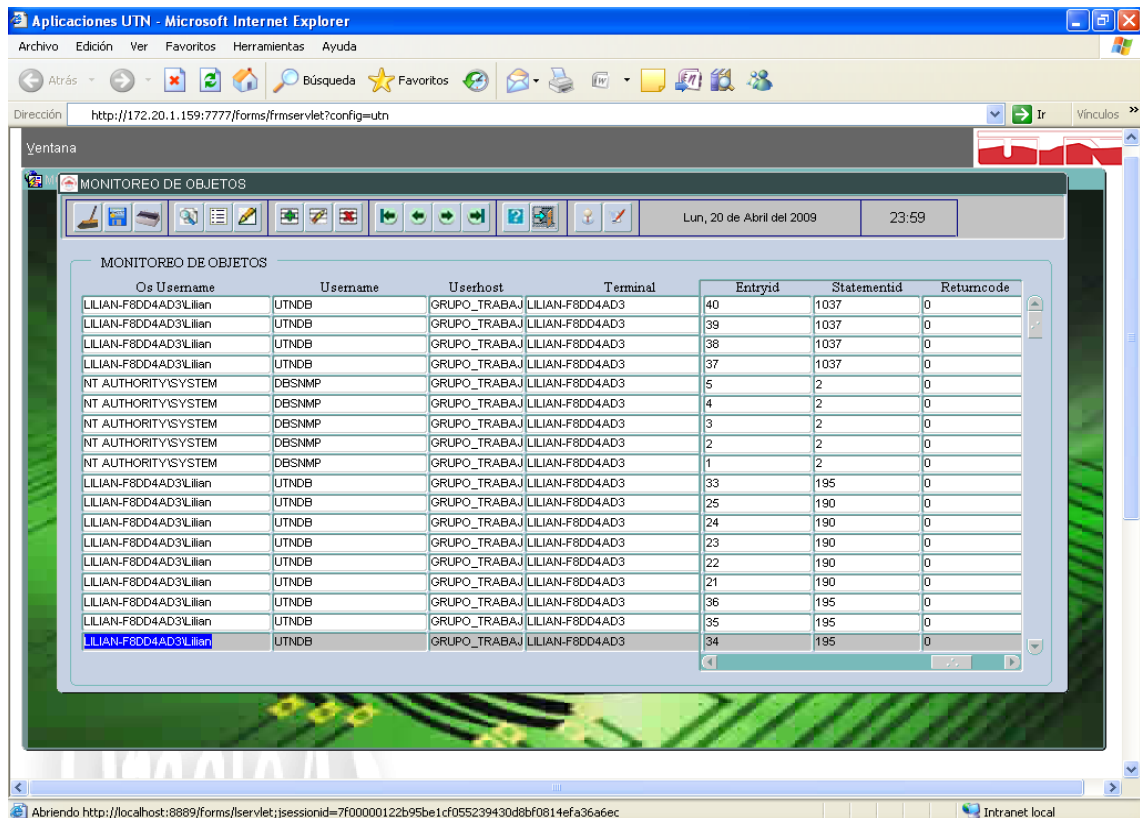 Aplicaciones UTN - Microsoft Internet Explorer
Archivo Edición Ver Favoritos Herramientas Ayuda
Atrás Búsqueda Favoritos
Dirección http://172.20.1.159:7777/forms/frmservlet?config=utn Ir Vínculos »
Ventana
MONITOREO DE OBJETOS
Lun, 20 de Abril del 2009 23:59
MONITOREO DE OBJETOS
Os Username Username Userhost Terminal Entryid Statementid Returncode
LILIAN-F8DD4AD3\Lilian UTNDB GRUPO_TRABAJ LILIAN-F8DD4AD3 40 1037 0
LILIAN-F8DD4AD3\Lilian UTNDB GRUPO_TRABAJ LILIAN-F8DD4AD3 39 1037 0
LILIAN-F8DD4AD3\Lilian UTNDB GRUPO_TRABAJ LILIAN-F8DD4AD3 38 1037 0
LILIAN-F8DD4AD3\Lilian UTNDB GRUPO_TRABAJ LILIAN-F8DD4AD3 37 1037 0
NT AUTHORITY\SYSTEM DBSNMP GRUPO_TRABAJ LILIAN-F8DD4AD3 5 2 0
NT AUTHORITY\SYSTEM DBSNMP GRUPO_TRABAJ LILIAN-F8DD4AD3 4 2 0
NT AUTHORITY\SYSTEM DBSNMP GRUPO_TRABAJ LILIAN-F8DD4AD3 3 2 0
NT AUTHORITY\SYSTEM DBSNMP GRUPO_TRABAJ LILIAN-F8DD4AD3 2 2 0
NT AUTHORITY\SYSTEM DBSNMP GRUPO_TRABAJ LILIAN-F8DD4AD3 1 2 0
LILIAN-F8DD4AD3\Lilian UTNDB GRUPO_TRABAJ LILIAN-F8DD4AD3 33 195 0
LILIAN-F8DD4AD3\Lilian UTNDB GRUPO_TRABAJ LILIAN-F8DD4AD3 25 190 0
LILIAN-F8DD4AD3\Lilian UTNDB GRUPO_TRABAJ LILIAN-F8DD4AD3 24 190 0
LILIAN-F8DD4AD3\Lilian UTNDB GRUPO_TRABAJ LILIAN-F8DD4AD3 23 190 0
LILIAN-F8DD4AD3\Lilian UTNDB GRUPO_TRABAJ LILIAN-F8DD4AD3 22 190 0
LILIAN-F8DD4AD3\Lilian UTNDB GRUPO_TRABAJ LILIAN-F8DD4AD3 21 190 0
LILIAN-F8DD4AD3\Lilian UTNDB GRUPO_TRABAJ LILIAN-F8DD4AD3 36 195 0
LILIAN-F8DD4AD3\Lilian UTNDB GRUPO_TRABAJ LILIAN-F8DD4AD3 35 195 0
LILIAN-F8DD4AD3\Lilian UTNDB GRUPO_TRABAJ LILIAN-F8DD4AD3 34 195 0
Abriendo http://localhost:8889/forms/lservlet;jsessionid=7f00000122b95be1cf055239430d8bf0814efa36a6ec Intranet local